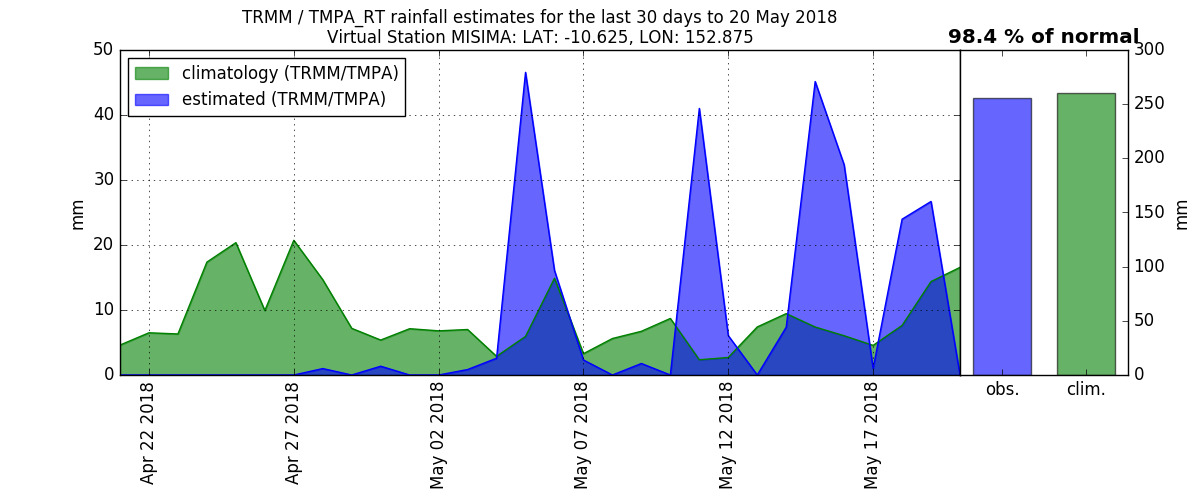 TRMM / TMPA_RT rainfall estimates for the last 30 days to 20 May 2018
Virtual Station MISIMA: LAT: -10.625, LON: 152.875
98.4 % of normal
climatology (TRMM/TMPA)
estimated (TRMM/TMPA)
50
40
30
20
10
0
mm
Apr 22 2018
Apr 27 2018
May 02 2018
May 07 2018
May 12 2018
May 17 2018
300
250
200
150
100
50
0
mm
obs.
clim.